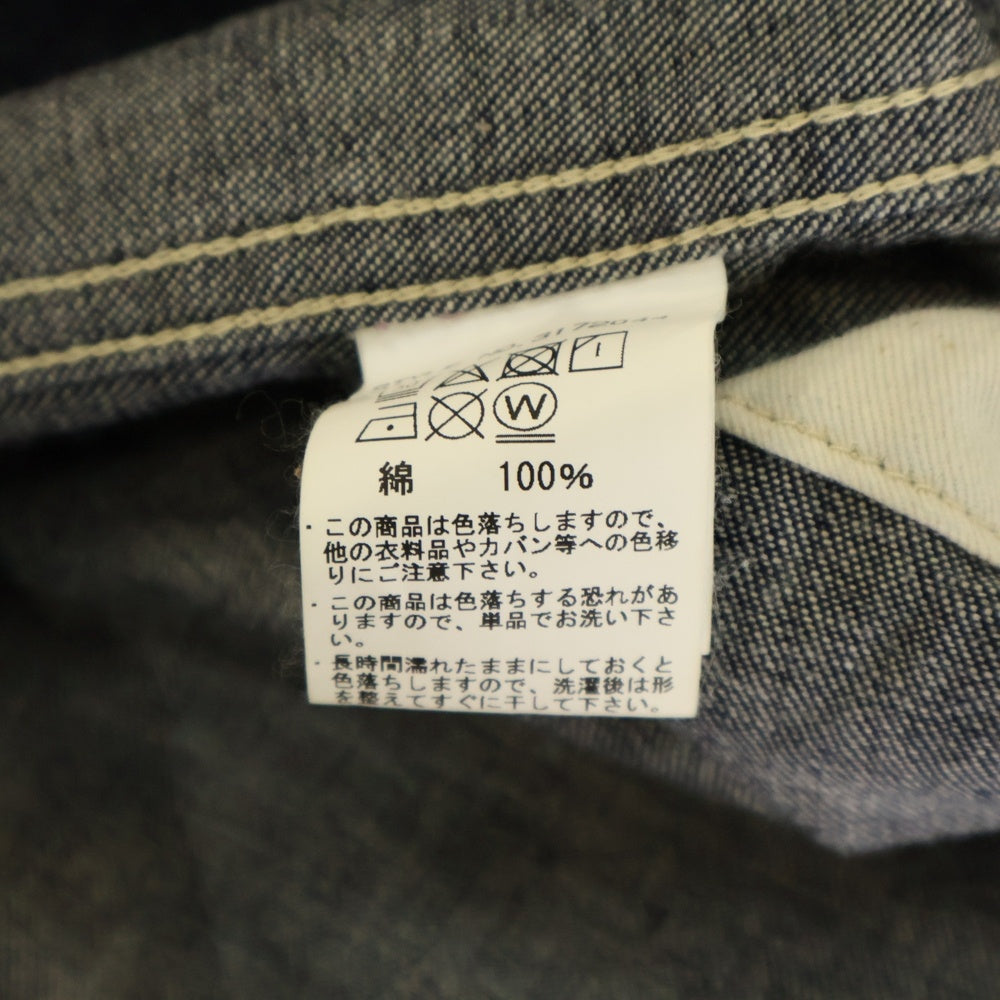 NO. 3172044
W
綿 100%
・この商品は色落ちしますので、
他の衣料品やカバン等への色移
りにご注意下さい。
・この商品は色落ちする恐れがあ
りますので、単品でお洗い下さ
い。
・長時間濡れたままにしておくと
色落ちしますので、洗濯後は形
を整えてすぐに干して下さい。